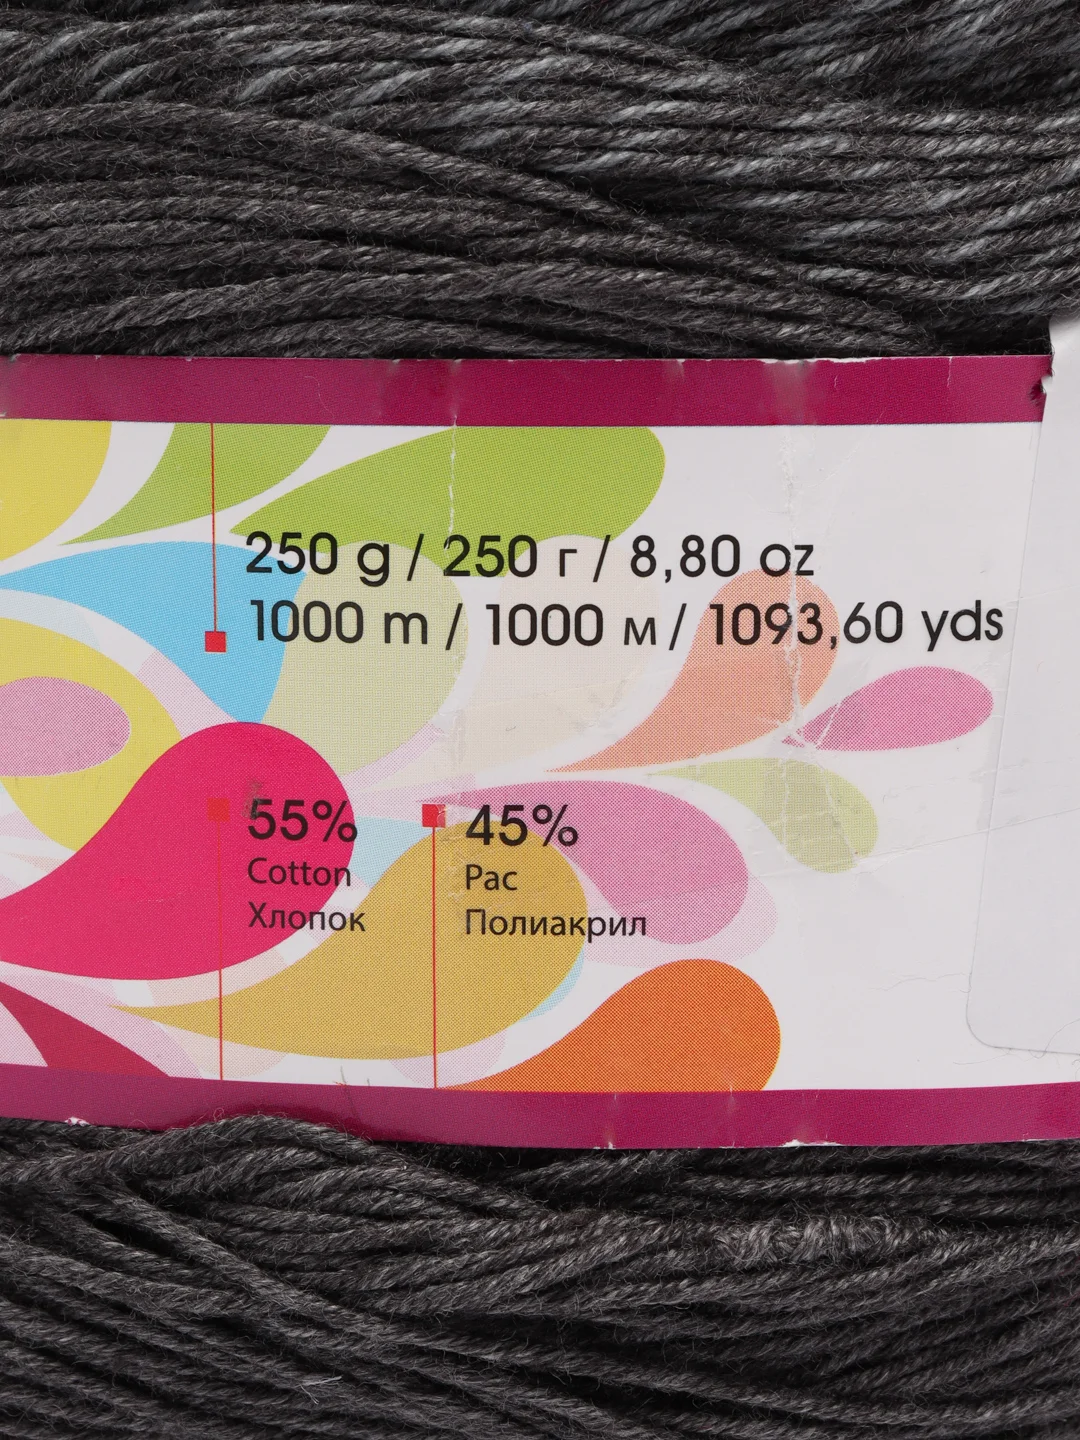 250 g / 250 г / 8,80 oz
1000 m / 1000 м / 1093,60 yds
55% 45%
Cotton Pac
Хлопок Полиакрил